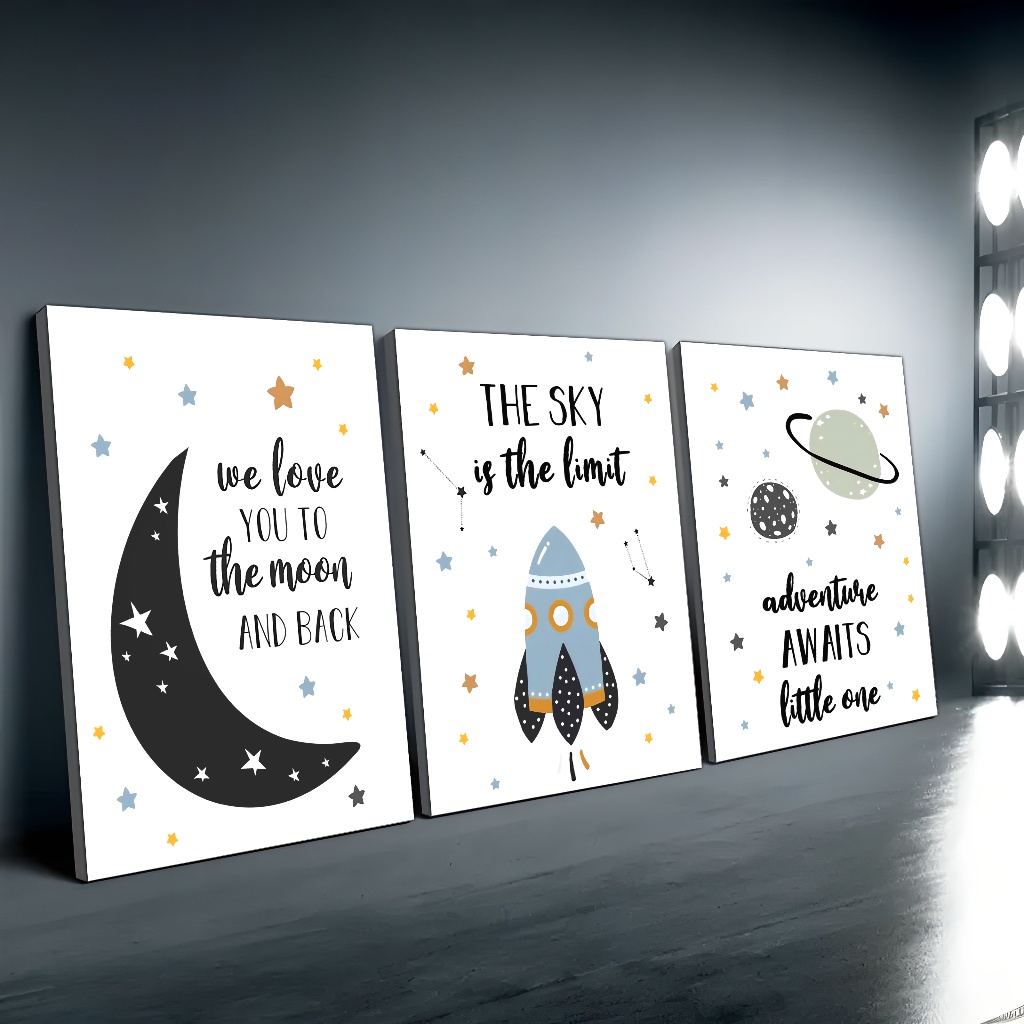 we love
YOU TO
the moon
AND BACK
THE SKY
is the limit
adventure
AWAITS
little one